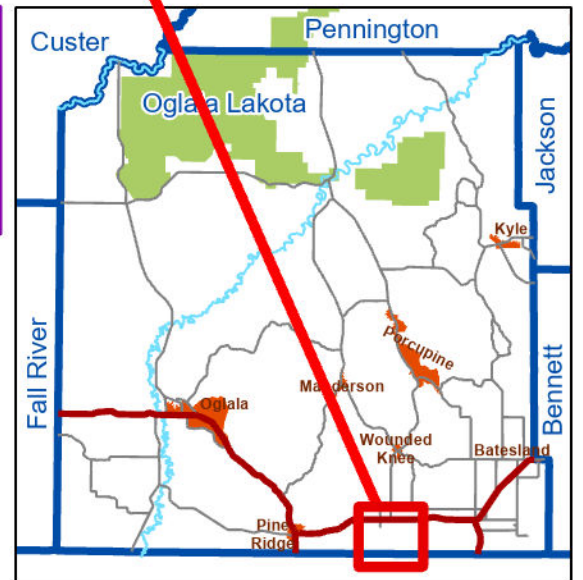 Custer
Pennington
Oglala Lakota
Jackson
Kyle
Porcupine
Fall River
Manderson
Oglala
Bennett
Wounded
Knee
Batesland
Pine
Ridge